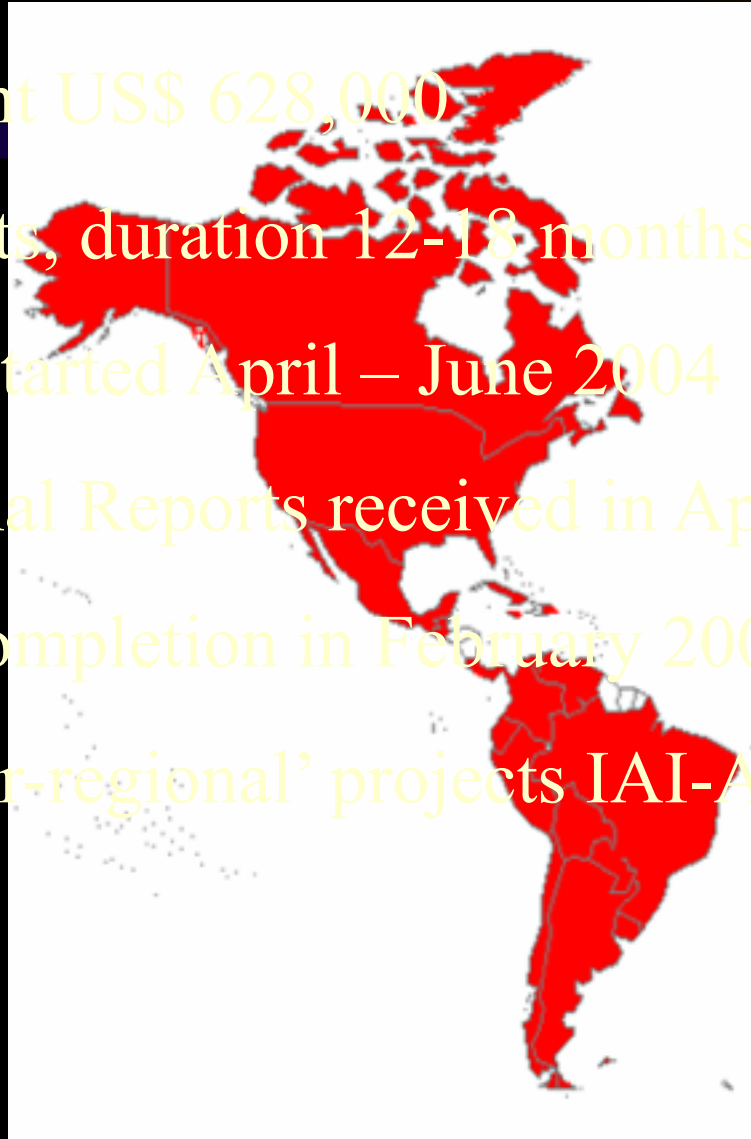 nt US$ 628,000
ts, duration 12-18 months
tarted April – June 2004
al Reports received in Ap
ompletion in February 200
r-regional’ projects IAI-A